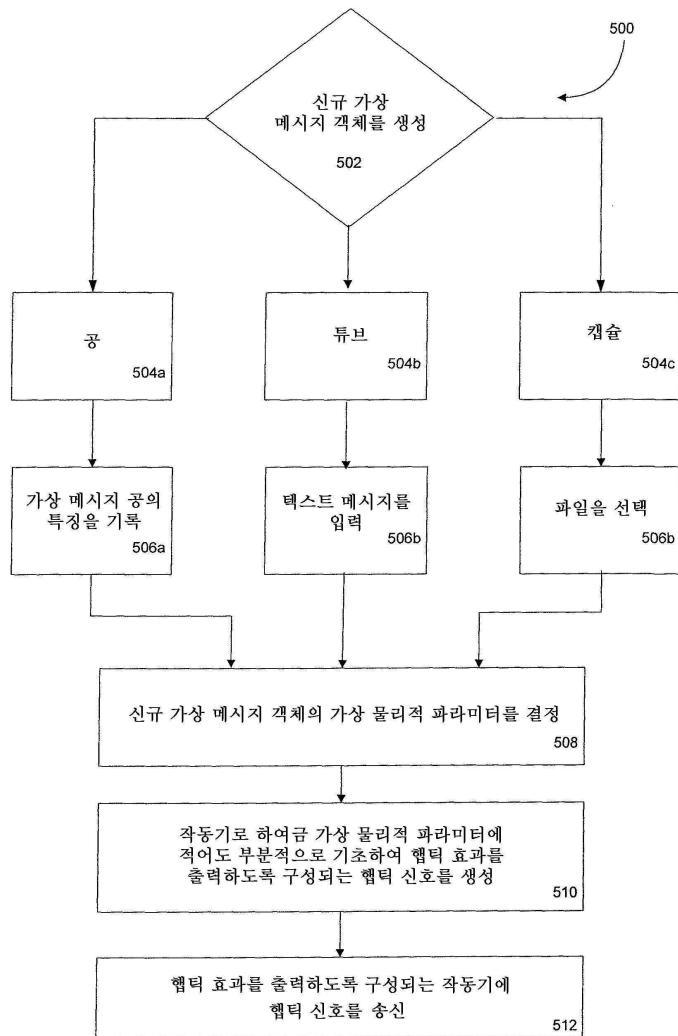 500
신규 가상
메시지 객체를 생성
502
공
504a
튜브
504b
캡슐
504c
가상 메시지 공의
특징을 기록
506a
텍스트 메시지를
입력
506b
파일을 선택
506b
신규 가상 메시지 객체의 가상 물리적 파라미터를 결정
508
작동기로 하여금 가상 물리적 파라미터에
적어도 부분적으로 기초하여 햅틱 효과를
출력하도록 구성되는 햅틱 신호를 생성
510
햅틱 효과를 출력하도록 구성되는 작동기에
햅틱 신호를 송신
512